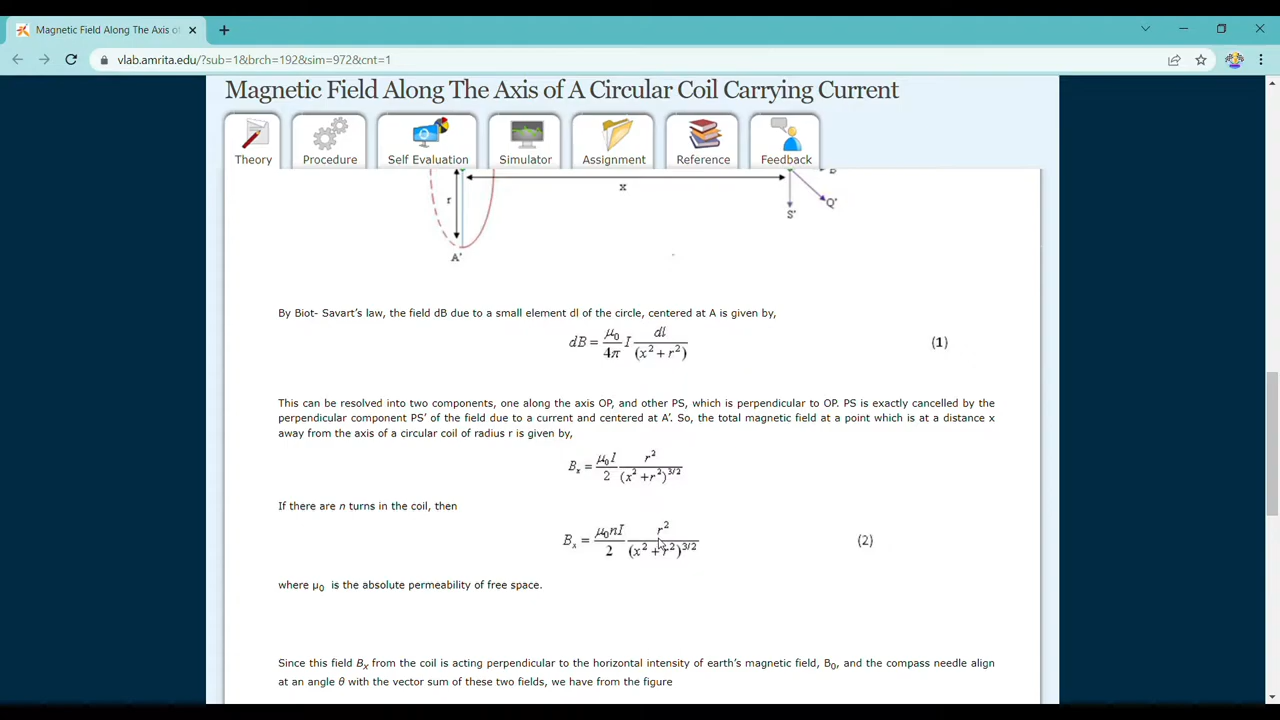 Magnetic Field Along The Axis of
vlab.amrita.edu/?sub=1&brch=192&sim=972&cnt=1
Magnetic Field Along The Axis of A Circular Coil Carrying Current
Theory
Procedure
Self Evaluation
Simulator
Assignment
Reference
Feedback
x
r
S'
Q'
A'
By Biot- Savart's law, the field dB due to a small element dl of the circle, centered at A is given by,
dB = μ₀/4π I dl/(x² + r²) (1)
This can be resolved into two components, one along the axis OP, and other PS, which is perpendicular to OP. PS is exactly cancelled by the
perpendicular component PS' of the field due to a current and centered at A'. So, the total magnetic field at a point which is at a distance x
away from the axis of a circular coil of radius r is given by,
Bₓ = μ₀I/2 r²/(x² + r²)^3/2
If there are n turns in the coil, then
Bₓ = μ₀nI/2 r²/(x² + r²)^3/2 (2)
where μ₀ is the absolute permeability of free space.
Since this field Bₓ from the coil is acting perpendicular to the horizontal intensity of earth's magnetic field, B₀, and the compass needle align
at an angle θ with the vector sum of these two fields, we have from the figure